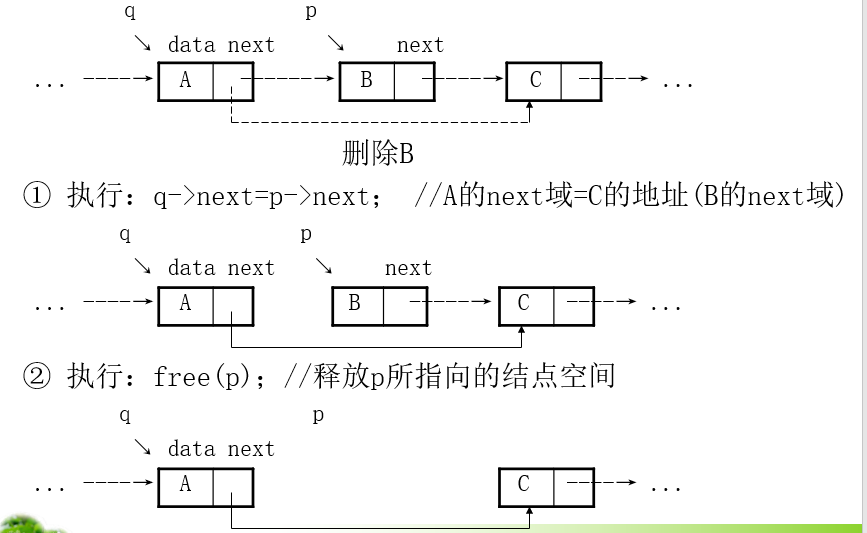 q p
data next next
... A B C ...
删除B
① 执行：q->next=p->next； //A的next域=C的地址(B的next域)
q p
data next next
... A B C ...
② 执行：free(p)；//释放p所指向的结点空间
q p
data next
... A C ...